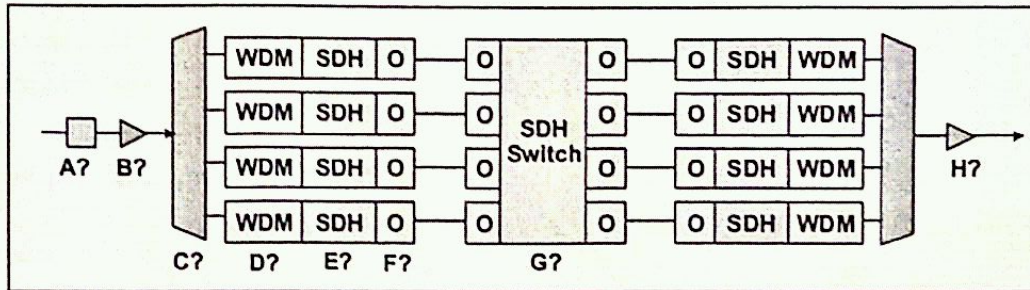 WDM SDH O O O O SDH WDM
WDM SDH O O O O SDH WDM
SDH
Switch
A? B? H?
WDM SDH O O O O SDH WDM
WDM SDH O O O O SDH WDM
C? D? E? F? G?